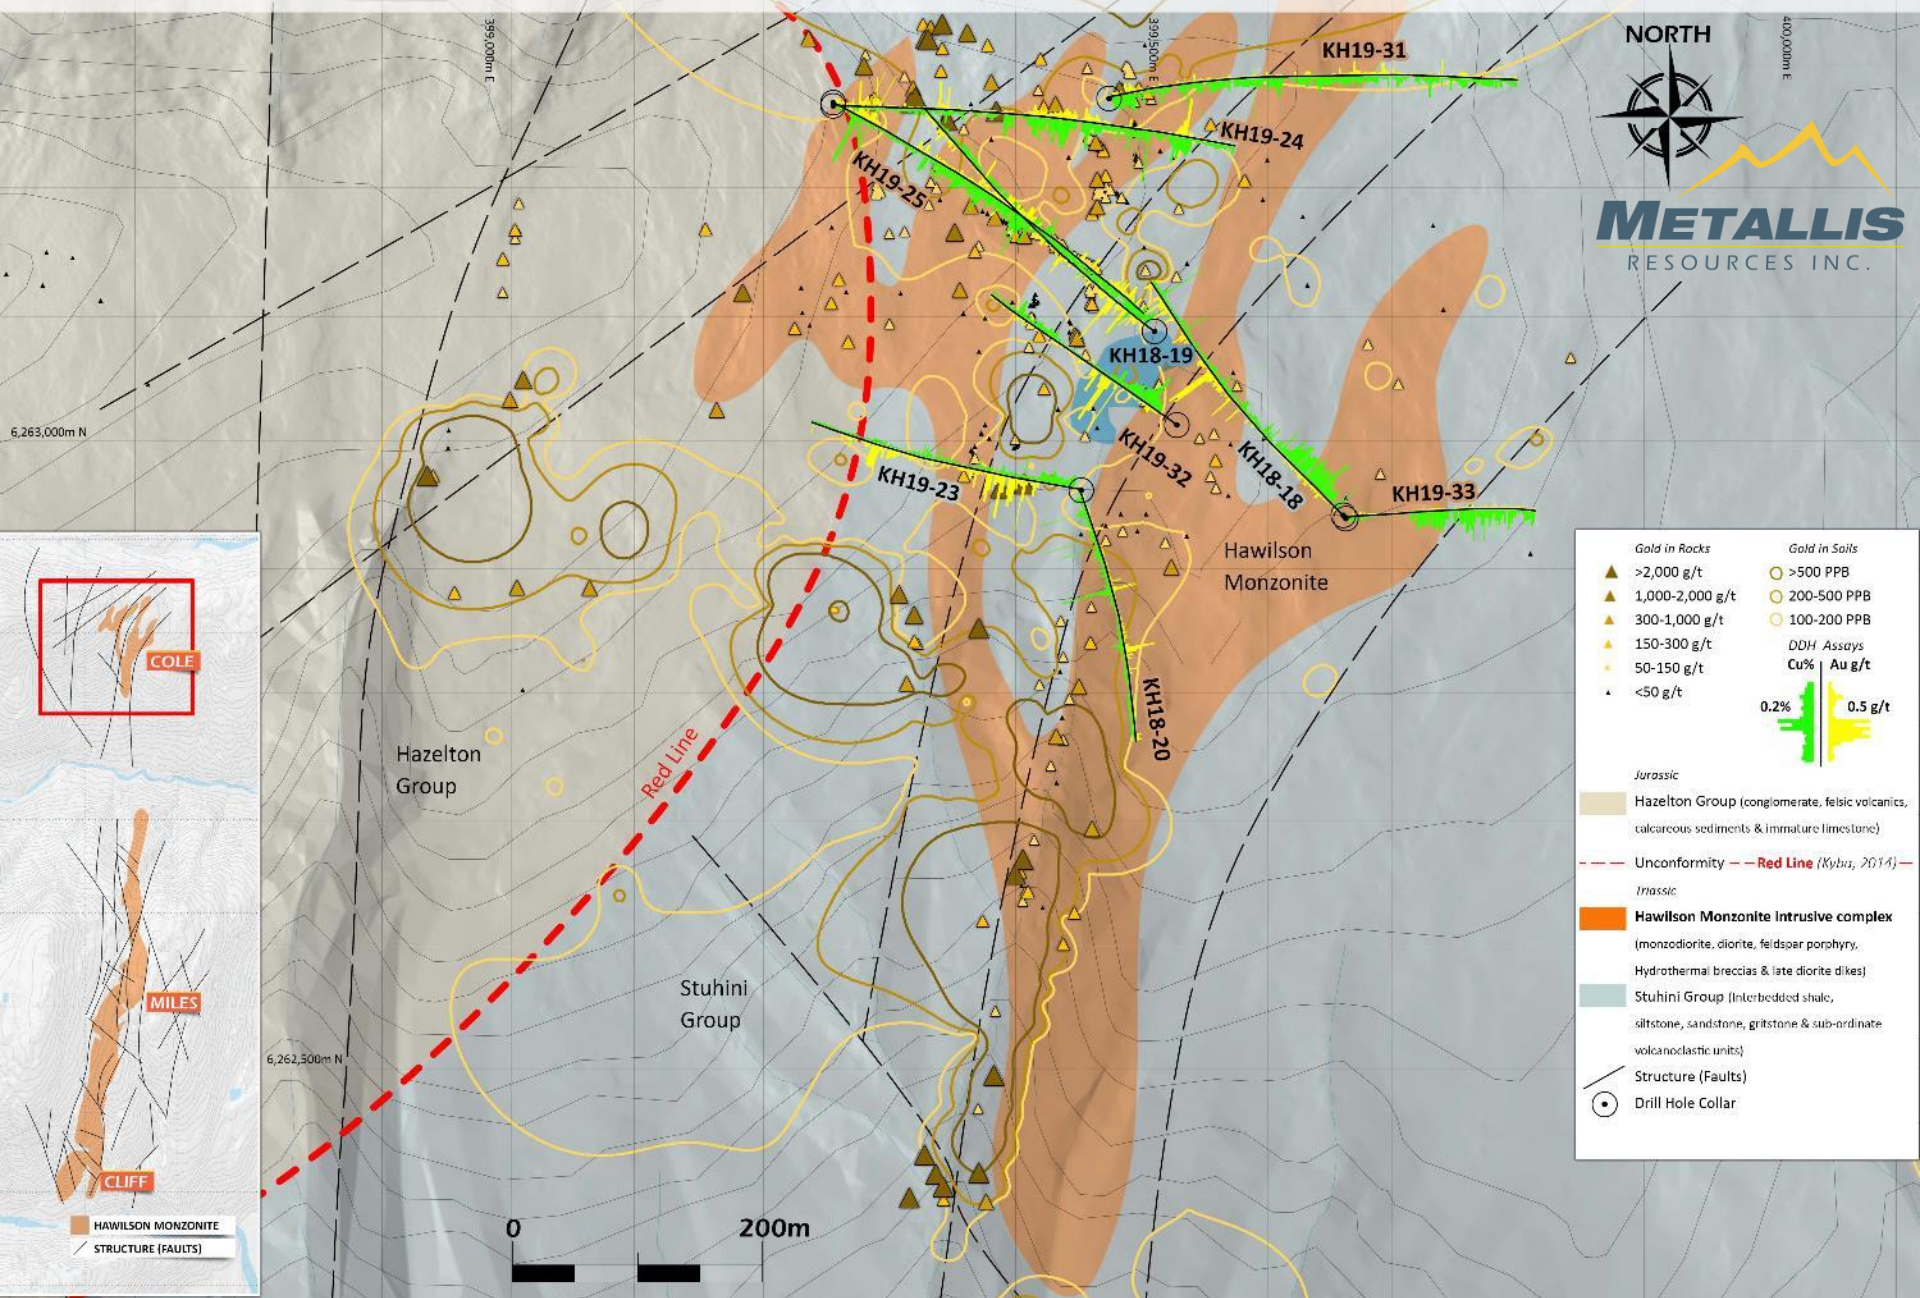 399,000m E
399,500m E
400,000m E
NORTH
KH19-31
KH19-24
KH19-25
METALLIS
RESOURCES INC.
KH18-19
6,263,000m N
KH19-32
KH18-18
KH19-23
KH19-33
Hawilson
Monzonite
KH18-20
Red Line
Hazelton
Group
Stuhini
Group
6,262,500m N
0 200m
COLE
MILES
CLIFF
HAWILSON MONZONITE
STRUCTURE (FAULTS)
Gold in Rocks
>2,000 g/t
1,000-2,000 g/t
300-1,000 g/t
150-300 g/t
50-150 g/t
<50 g/t
Gold in Soils
>500 PPB
200-500 PPB
100-200 PPB
DDH Assays
Cu% Au g/t
0.2% 0.5 g/t
Jurassic
Hazelton Group (conglomerate, felsic volcanics,
calcareous sediments & immature limestone)
Unconformity — — Red Line (Kyba, 2014) —
Triassic
Hawilson Monzonite Intrusive complex
(monzodiorite, diorite, feldspar porphyry,
Hydrothermal breccias & late diorite dikes)
Stuhini Group (Interbedded shale,
siltstone, sandstone, gritstone & sub-ordinate
volcanoclastic units)
Structure (Faults)
Drill Hole Collar